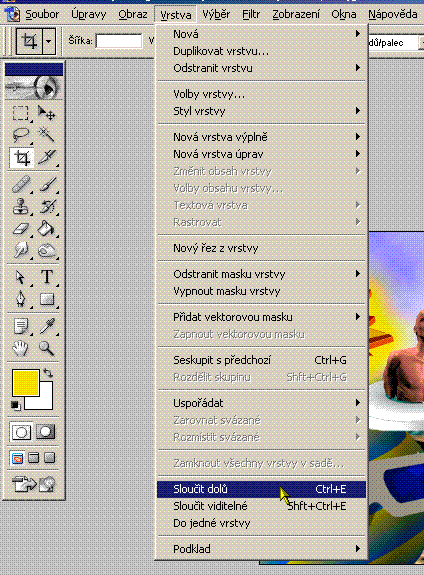 Soubor Úpravy Obraz Vrstva Výběr Filtr Zobrazení Okna Nápověda
Šířka:
Nová
Duplikovat vrstvu...
Odstranit vrstvu
Volby vrstvy...
Styl vrstvy
Nová vrstva výplně
Nová vrstva úprav
Změnit obsah vrstvy
Volby obsahu vrstvy...
Textová vrstva
Rastrovat
Nový řez z vrstvy
Odstranit masku vrstvy
Vypnout masku vrstvy
Přidat vektorovou masku
Zapnout vektorovou masku
Seskupit s předchozí Ctrl+G
Rozdělit skupinu Shft+Ctrl+G
Uspořádat
Zarovnat svázané
Rozmístit svázané
Zamknout všechny vrstvy v sadě...
Sloučit dolů Ctrl+E
Sloučit viditelné Shft+Ctrl+E
Do jedné vrstvy
Podklad